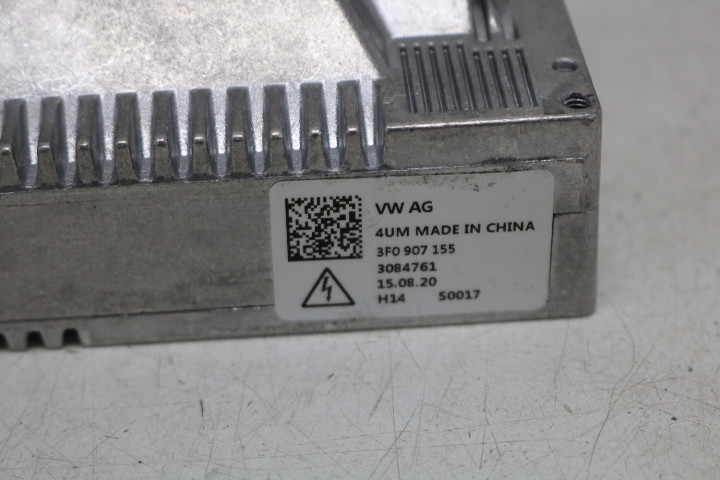 VW AG
4UM MADE IN CHINA
3F0 907 155
3084761
15.08.20
H14 S0017